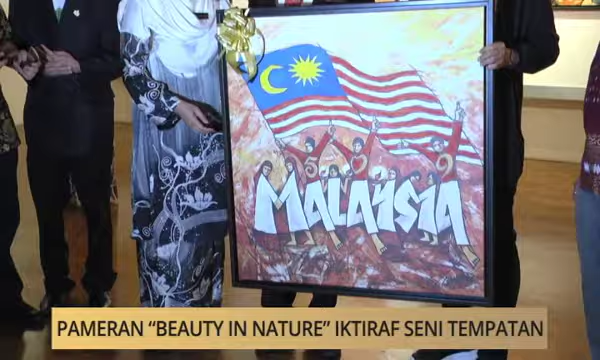 MALAYSIA
PAMERAN “BEAUTY IN NATURE” IKTIRAF SENI TEMPATAN